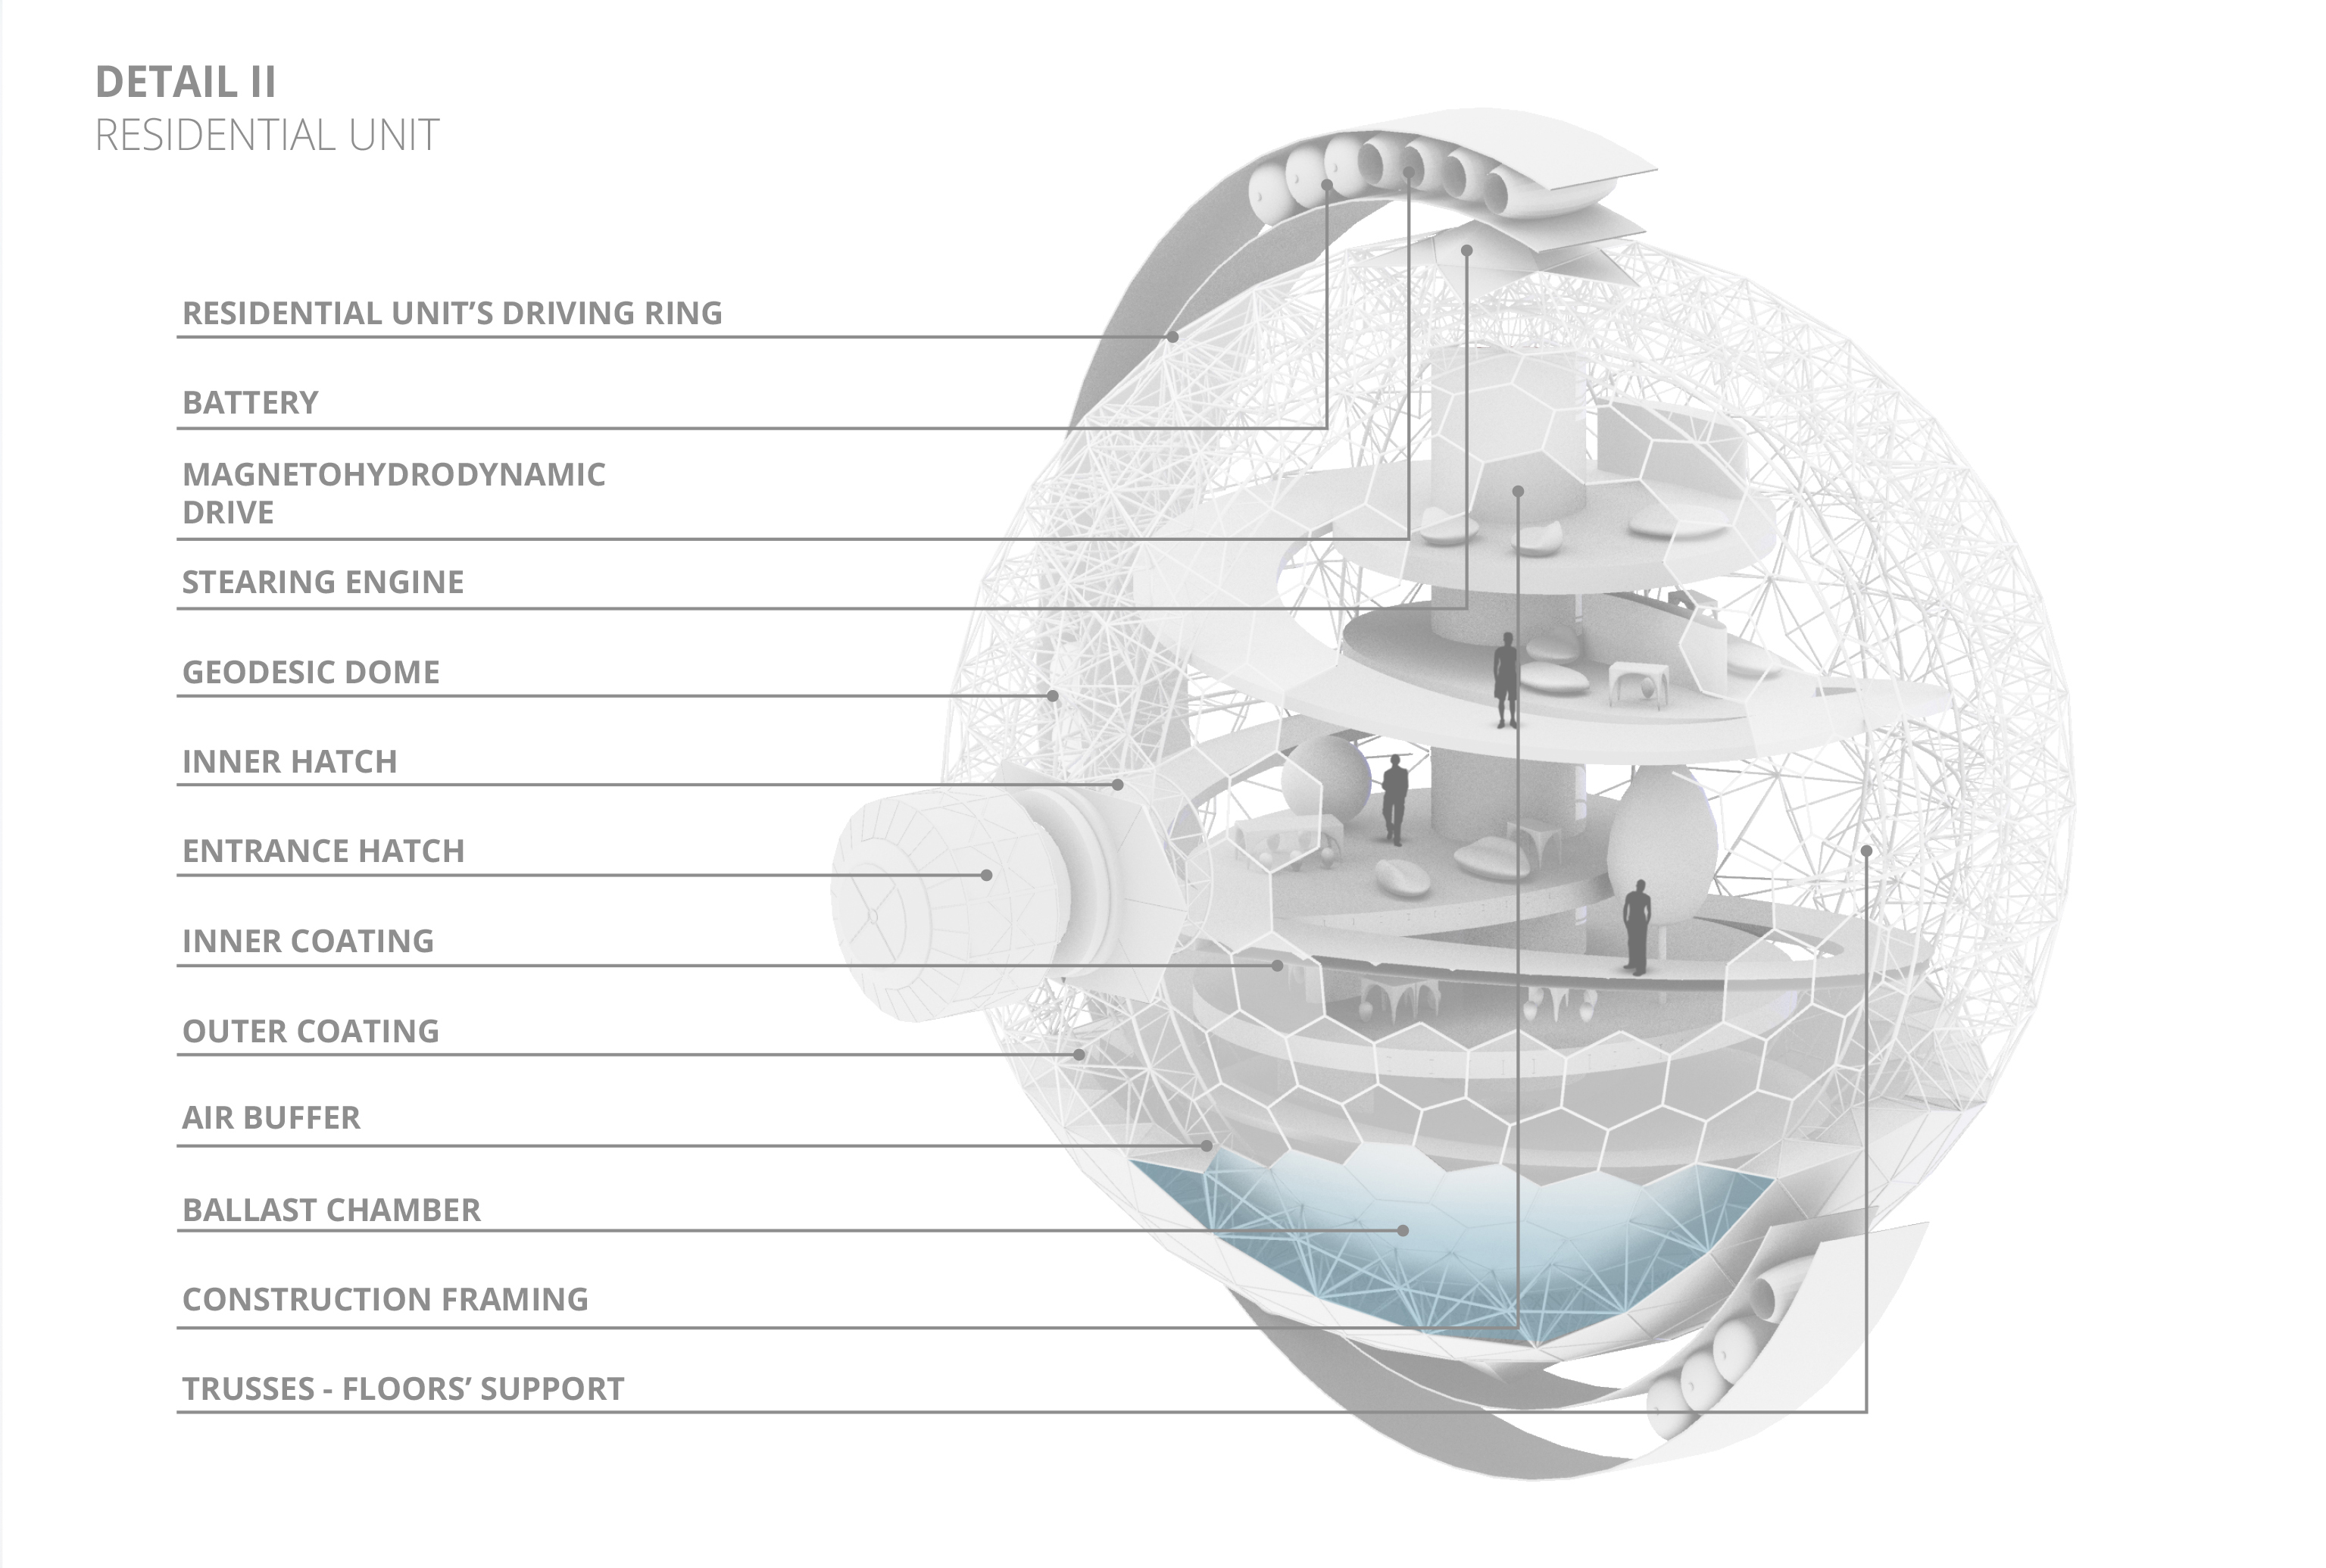 DETAIL II
RESIDENTIAL UNIT
RESIDENTIAL UNIT’S DRIVING RING
BATTERY
MAGNETOHYDRODYNAMIC
DRIVE
STEARING ENGINE
GEODESIC DOME
INNER HATCH
ENTRANCE HATCH
INNER COATING
OUTER COATING
AIR BUFFER
BALLAST CHAMBER
CONSTRUCTION FRAMING
TRUSSES - FLOORS’ SUPPORT